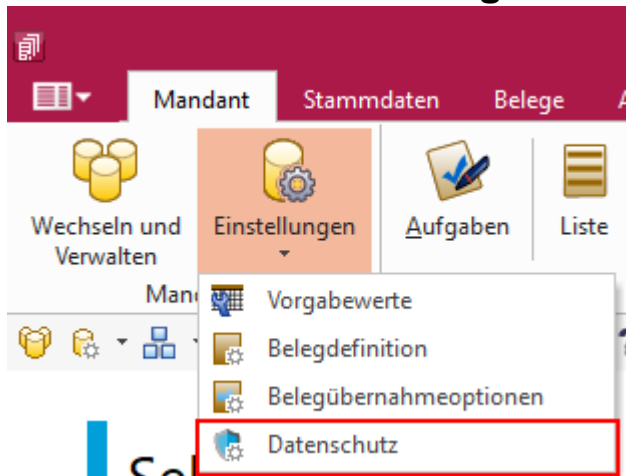 Mandant Stammdaten Belege
Wechseln und Verwalten
Einstellungen
Aufgaben
Liste
Vorgabewerte
Belegdefinition
Belegübernahmeoptionen
Datenschutz